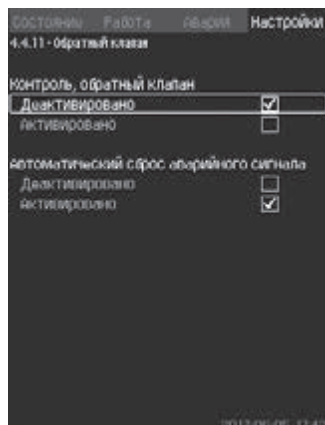 Состояни Работа Авария Настройки
4.4.11 - Обратный клапан
Контроль, обратный клапан
Деактивировано
Активировано
Автоматический сброс аварийного сигнала
Деактивировано
Активировано